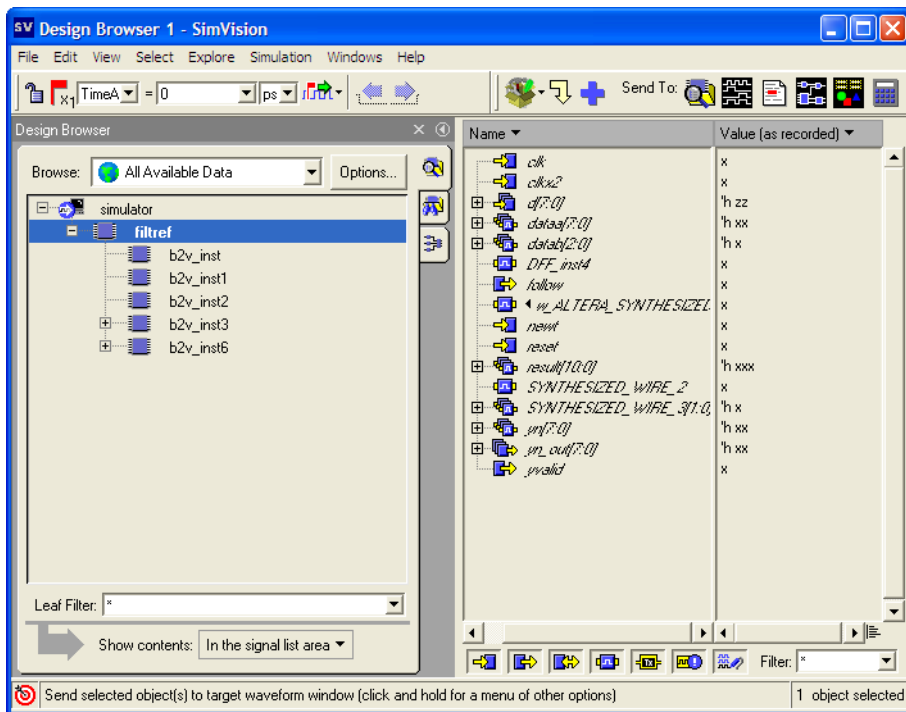 SV Design Browser 1 - SimVision
File Edit View Select Explore Simulation Windows Help
x1 TimeA = 0 ps Send To:
Design Browser
Browse: All Available Data Options...
simulator
filtref
b2v_inst
b2v_inst1
b2v_inst2
b2v_inst3
b2v_inst6
Leaf Filter: *
Show contents: In the signal list area
Name Value (as recorded)
clk x
clkx2 x
d[7:0] 'h zz
dataa[7:0] 'h xx
datab[2:0] 'h x
DFF_inst4 x
follow x
w_ALTERA_SYNTHESIZED x
newt x
reset x
result[10:0] 'h xxx
SYNTHESIZED_WIRE_2 x
SYNTHESIZED_WIRE_3[1:0 'h x
yn[7:0] 'h xx
yn_out[7:0] 'h xx
yvalid x
TX Filter: *
Send selected object(s) to target waveform window (click and hold for a menu of other options) 1 object selected